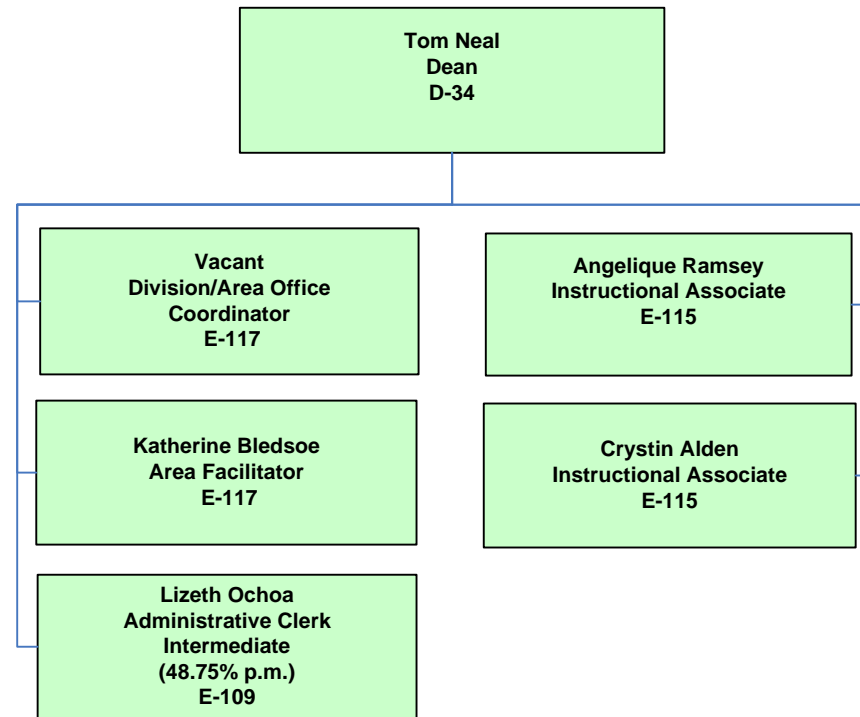 Tom Neal
Dean
D-34
Vacant
Division/Area Office
Coordinator
E-117
Katherine Bledsoe
Area Facilitator
E-117
Lizeth Ochoa
Administrative Clerk
Intermediate
(48.75% p.m.)
E-109
Angelique Ramsey
Instructional Associate
E-115
Crystin Alden
Instructional Associate
E-115